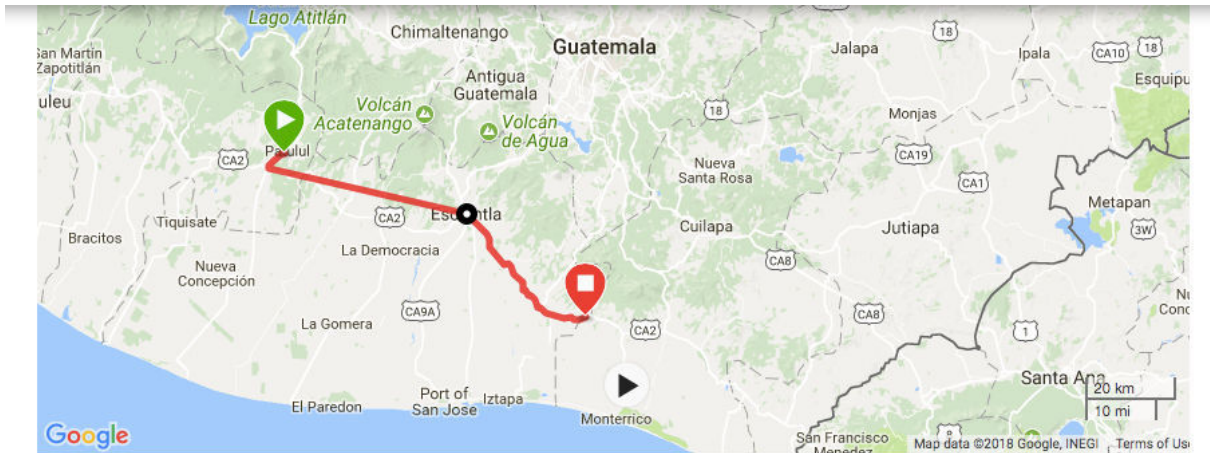 Lago Atitlán
Chimaltenango
Guatemala
18
Jalapa
Ipala
CA10
18
San Martin
Zapotitlán
Antigua
Guatemala
Esquipu
uleu
Volcán
Acatenango
Volcán
de Agua
18
Monjas
CA2
CA19
Nueva
Santa Rosa
CA1
Metapan
Tiquisate
CA2
Cuilapa
Jutiapa
3W
Bracitos
La Democracia
CA8
Nueva
Concepción
CA9A
La Gomera
CA8
CA2
1
Santa Ana
20 km
10 mi
El Paredon
Port of
San Jose
Iztapa
Monterrico
Google
San Francisco
Menedez
8
Map data ©2018 Google, INEGI
Terms of Us